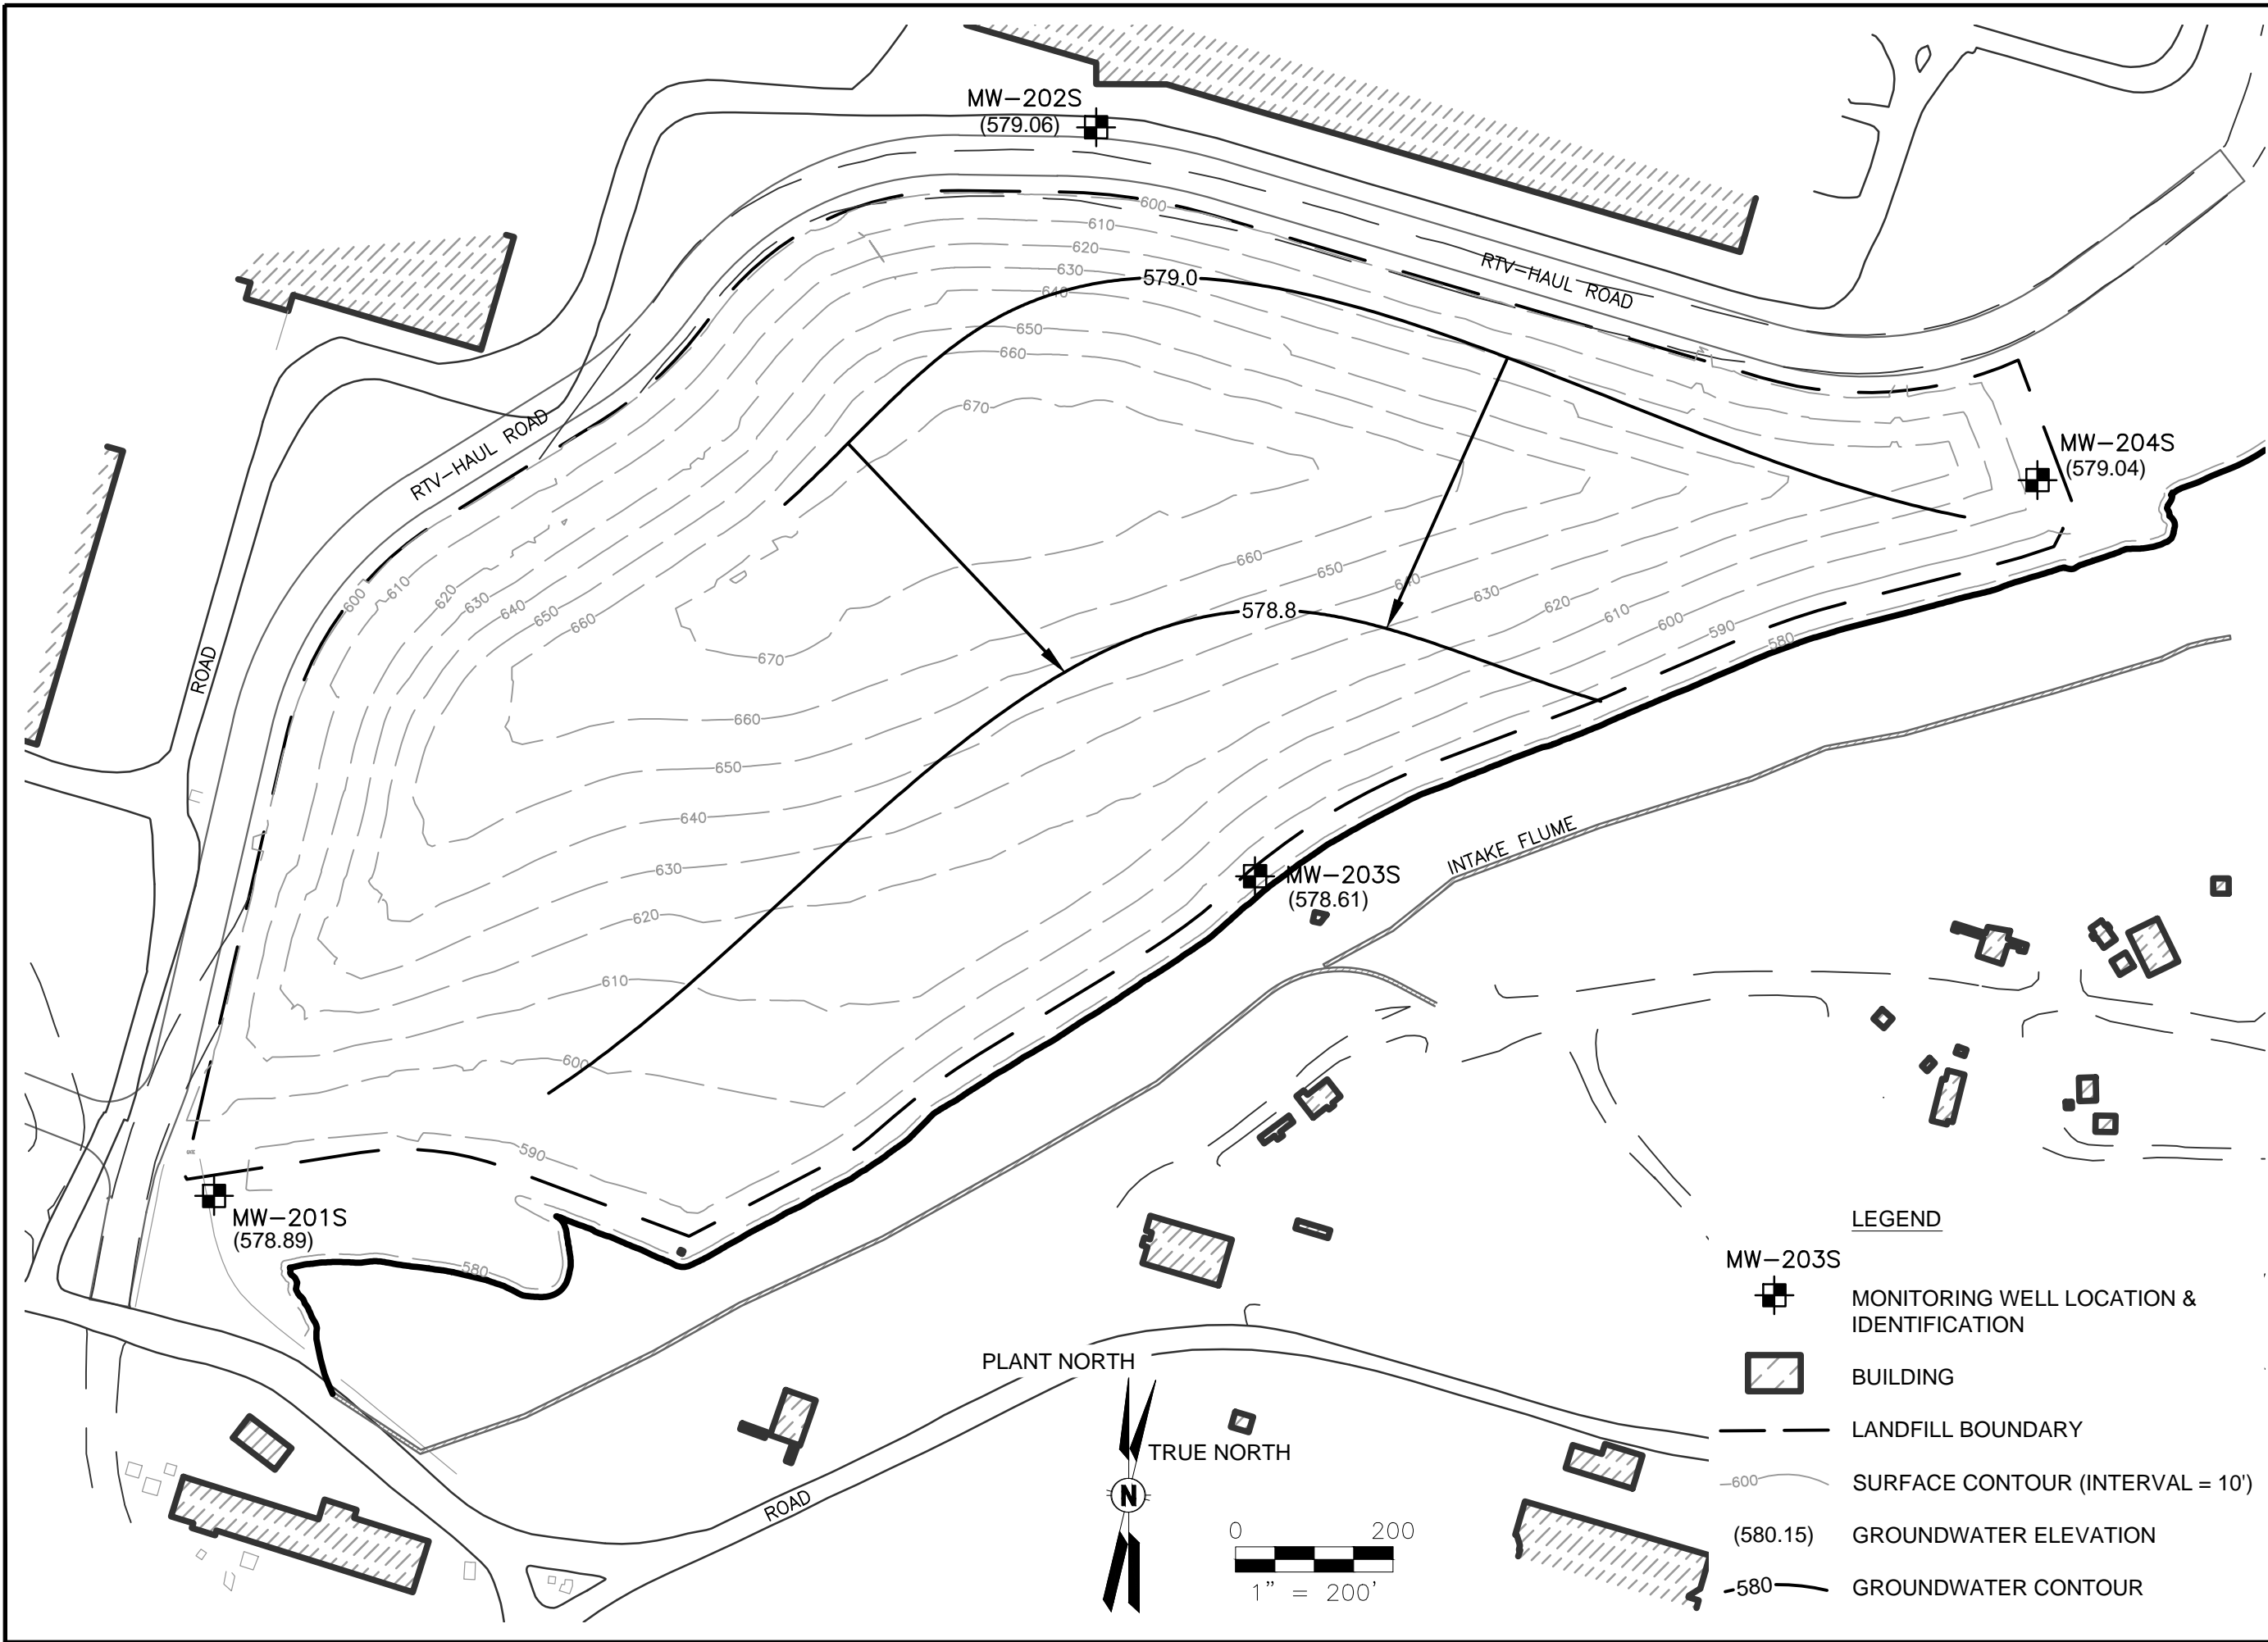 MW-202S
(579.06)
600
610
620
630
640
650
660
670
579.0
RTV-HAUL ROAD
MW-204S
(579.04)
RTV-HAUL ROAD
600
610
620
630
640
650
660
660
650
640
630
620
610
600
590
580
578.8
670
ROAD
660
650
640
630
620
610
600
590
580
MW-203S
(578.61)
INTAKE FLUME
MW-201S
(578.89)
LEGEND
MW-203S
MONITORING WELL LOCATION &
IDENTIFICATION
BUILDING
LANDFILL BOUNDARY
600
SURFACE CONTOUR (INTERVAL = 10')
(580.15)
GROUNDWATER ELEVATION
580
GROUNDWATER CONTOUR
PLANT NORTH
TRUE NORTH
N
ROAD
0 200
1" = 200'